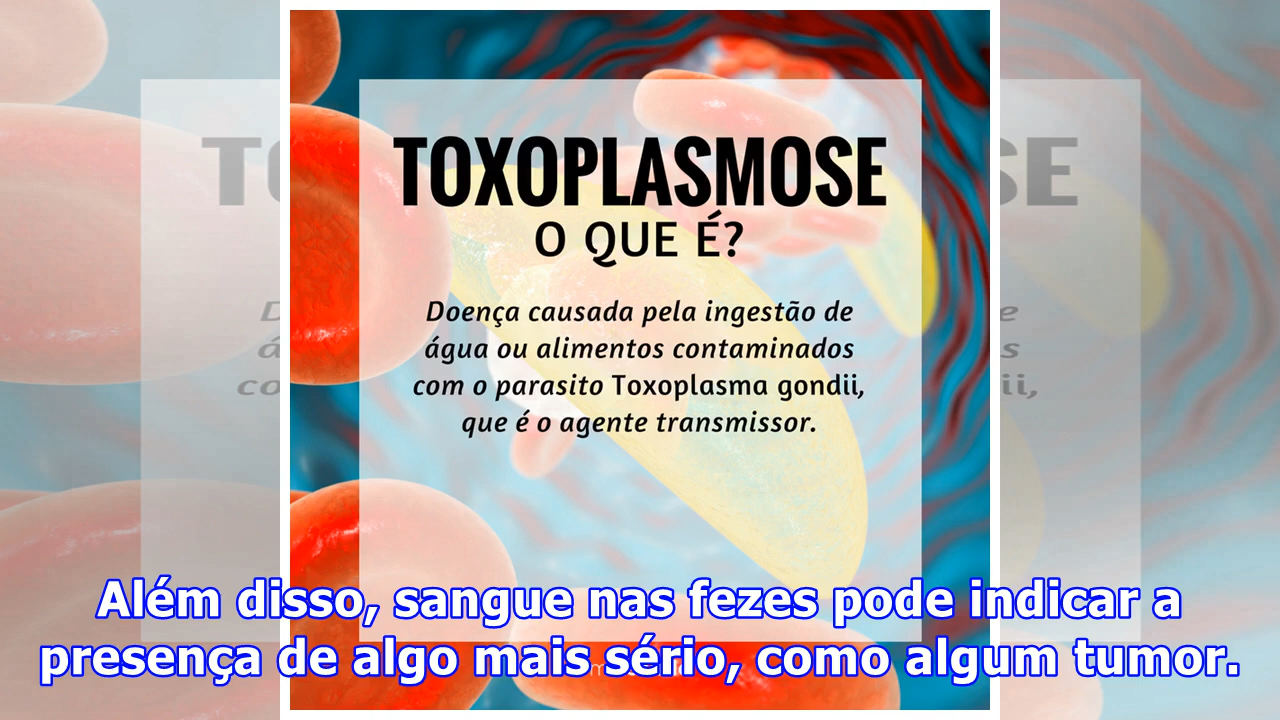 TOXOPLASMOSE
O QUE É?
Doença causada pela ingestão de
água ou alimentos contaminados
com o parasito Toxoplasma gondii,
que é o agente transmissor.
Além disso, sangue nas fezes pode indicar a
presença de algo mais sério, como algum tumor.